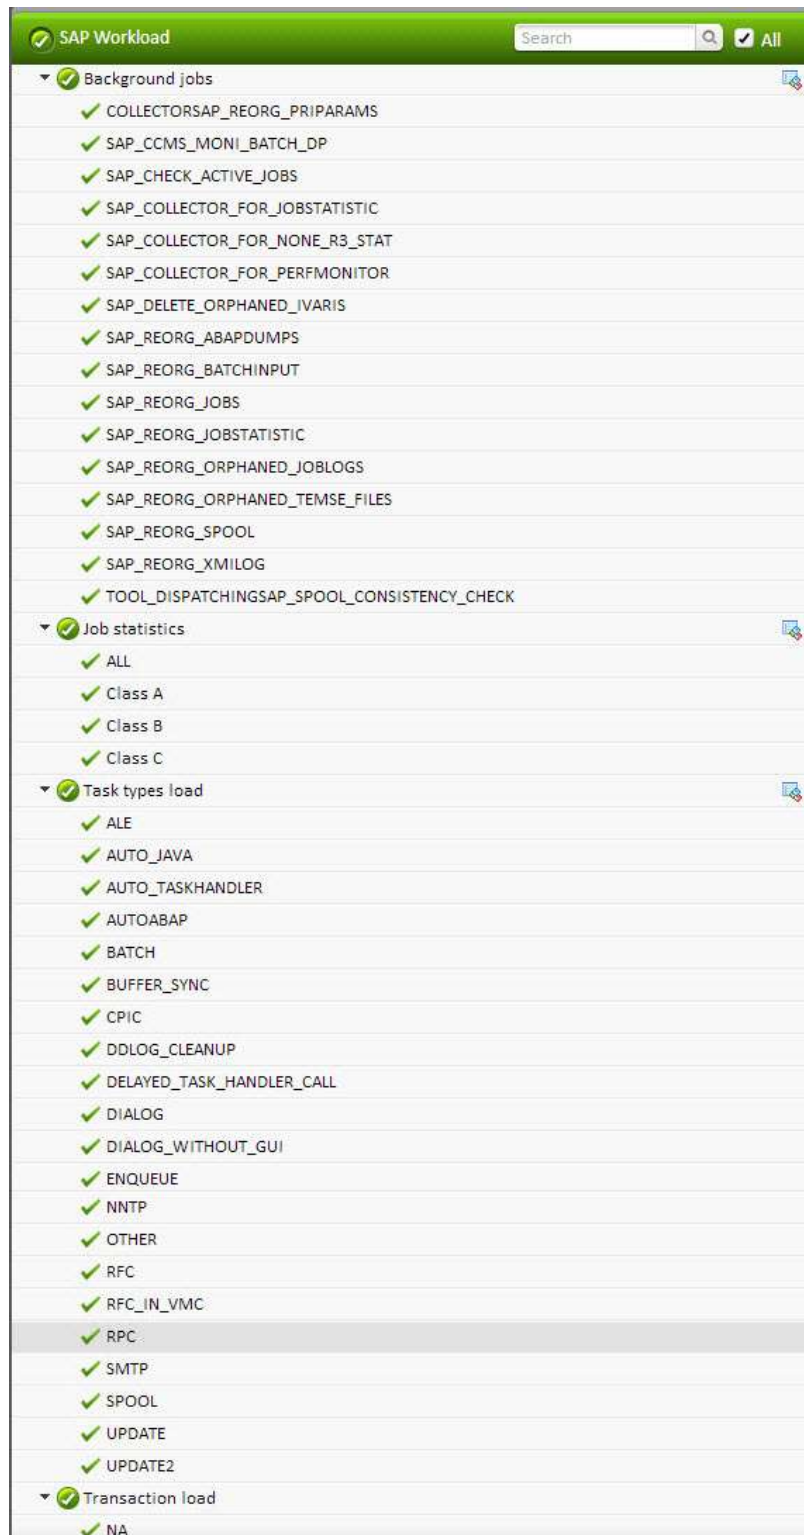 SAP Workload
Search
All
Background jobs
COLLECTORSAP_REORG_PRIPARAMS
SAP_CCMS_MONI_BATCH_DP
SAP_CHECK_ACTIVE_JOBS
SAP_COLLECTOR_FOR_JOBSTATISTIC
SAP_COLLECTOR_FOR_NONE_R3_STAT
SAP_COLLECTOR_FOR_PERFMONITOR
SAP_DELETE_ORPHANED_IVARIS
SAP_REORG_ABAPDUMPS
SAP_REORG_BATCHINPUT
SAP_REORG_JOBS
SAP_REORG_JOBSTATISTIC
SAP_REORG_ORPHANED_JOBLOGS
SAP_REORG_ORPHANED_TEMSE_FILES
SAP_REORG_SPOOL
SAP_REORG_XMILOG
TOOL_DISPATCHINGSAP_SPOOL_CONSISTENCY_CHECK
Job statistics
ALL
Class A
Class B
Class C
Task types load
ALE
AUTO_JAVA
AUTO_TASKHANDLER
AUTOABAP
BATCH
BUFFER_SYNC
CPIC
DDLOG_CLEANUP
DELAYED_TASK_HANDLER_CALL
DIALOG
DIALOG_WITHOUT_GUI
ENQUEUE
NNTP
OTHER
RFC
RFC_IN_VMC
RPC
SMTP
SPOOL
UPDATE
UPDATE2
Transaction load
NA